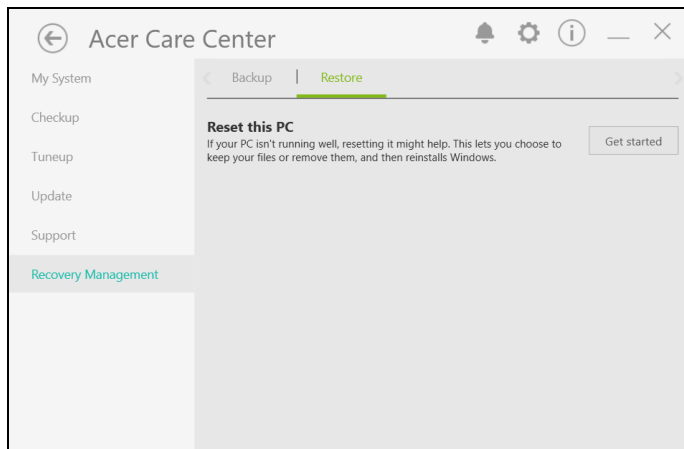 Acer Care Center
My System
Checkup
Tuneup
Update
Support
Recovery Management
Backup | Restore
Reset this PC
If your PC isn't running well, resetting it might help. This lets you choose to
keep your files or remove them, and then reinstalls Windows.
Get started